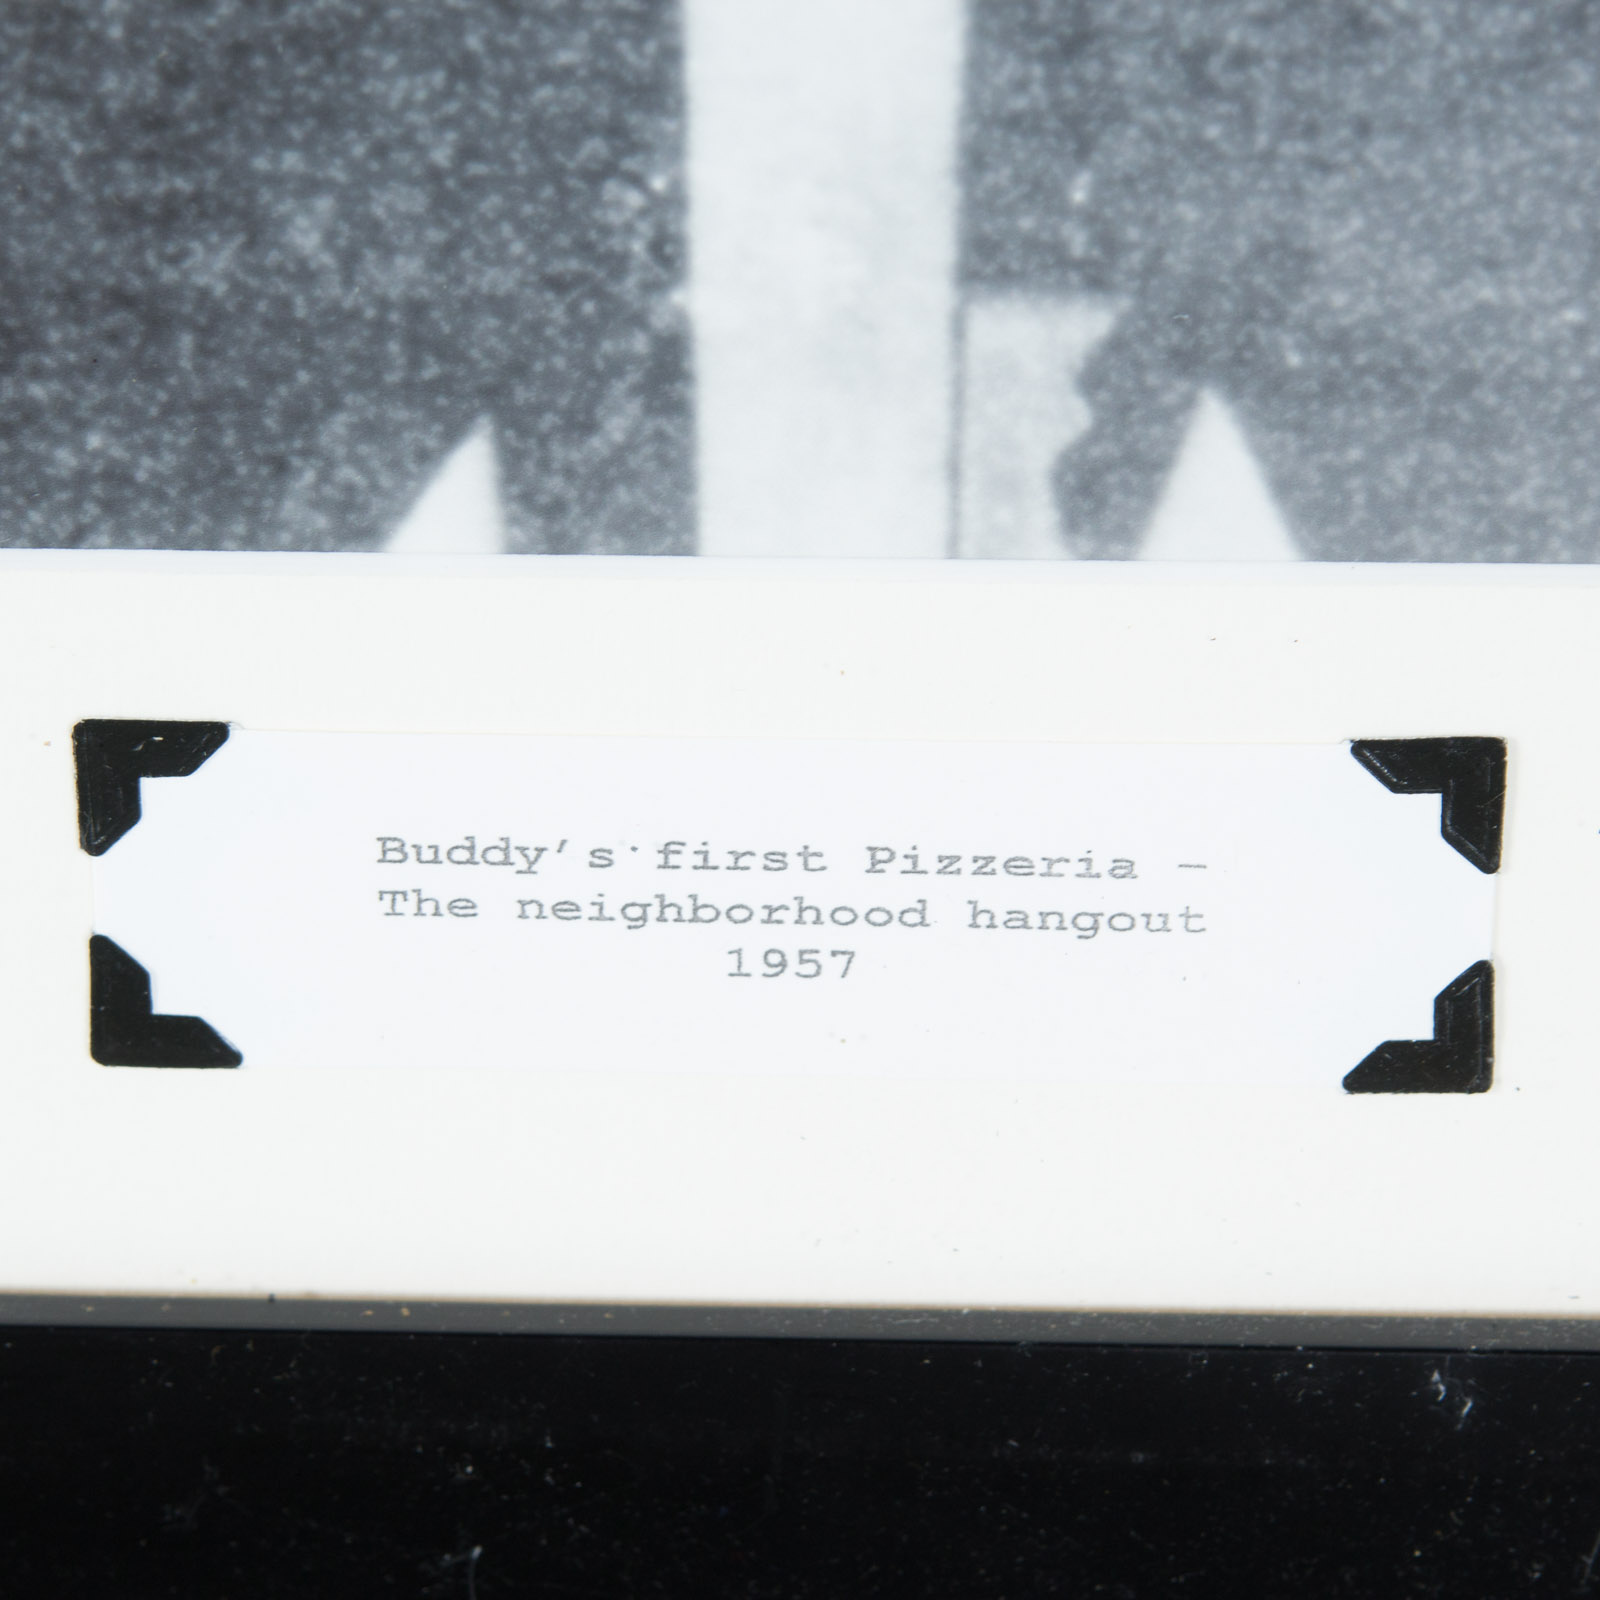 Buddy's first Pizzeria –
The neighborhood hangout
1957